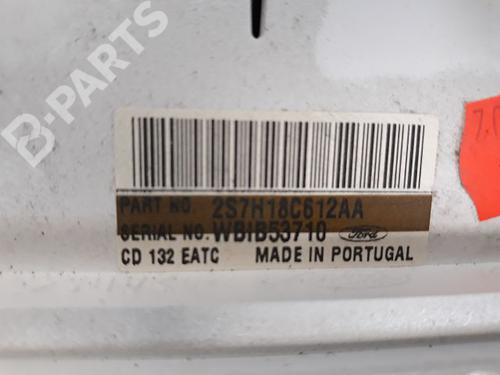 B-PARTS
PART NO. 2S7H18C612AA
SERIAL NO. WBIB53710 Ford
CD 132 EATC MADE IN PORTUGAL